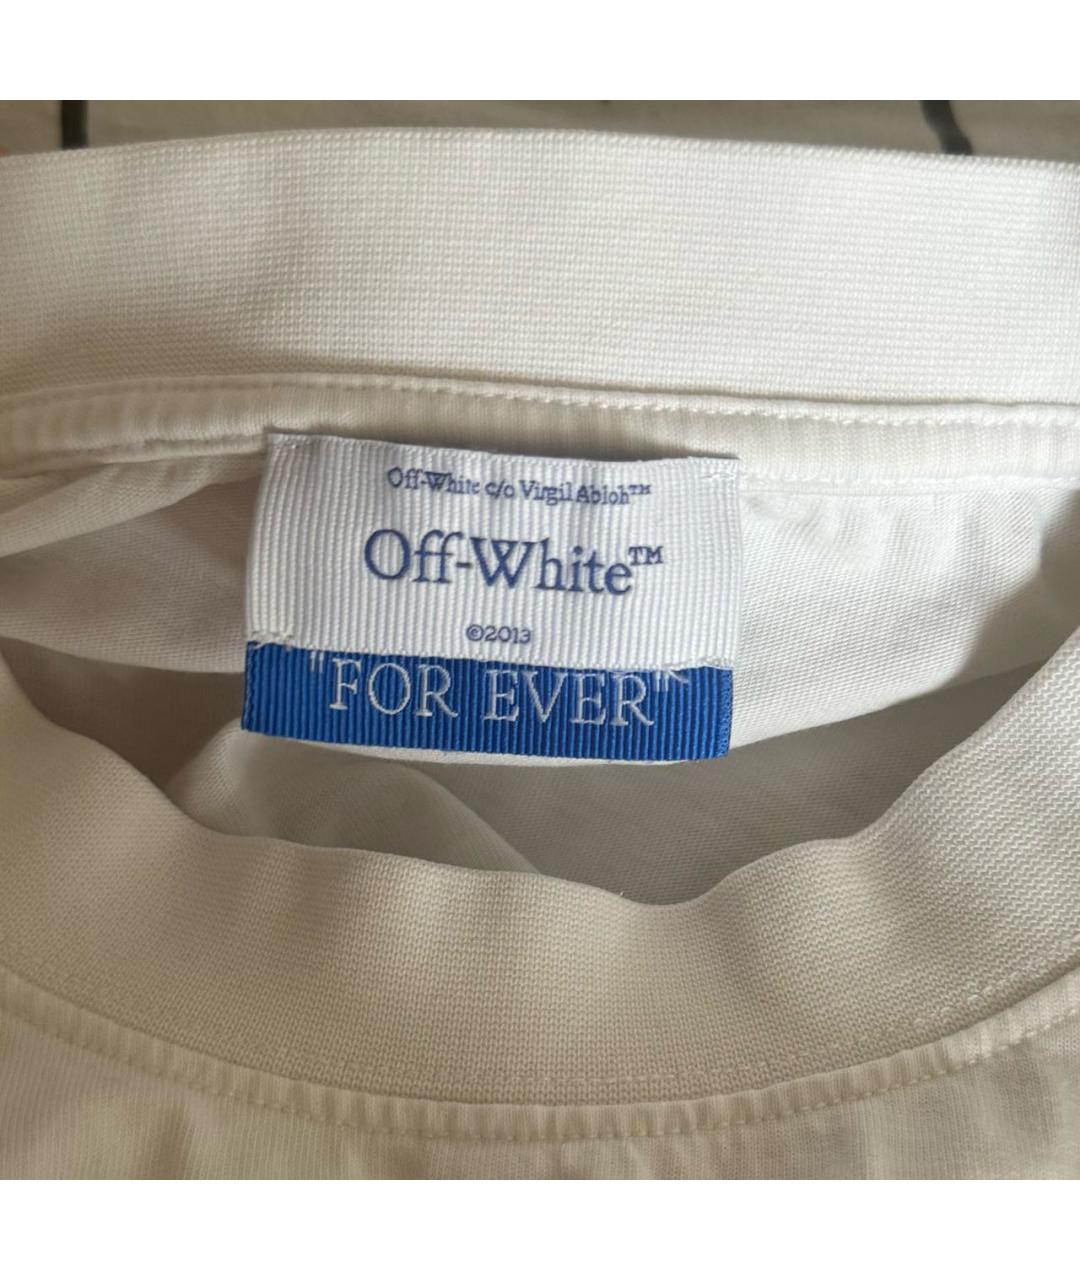 Off-White c/o Virgil Abloh™
Off-White™
©2013
"FOR EVER"